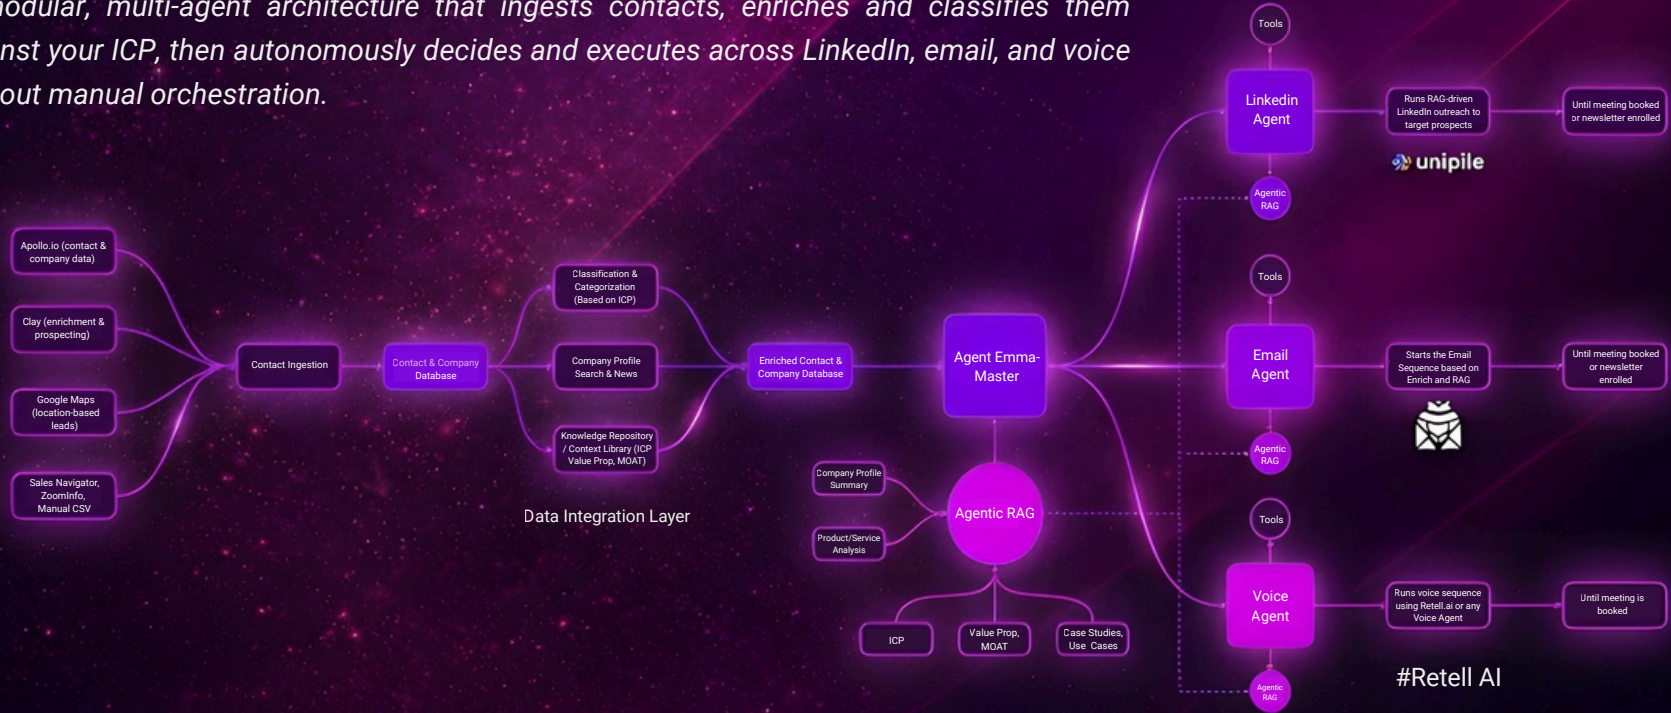 nodular, multi-agent architecture that ingests contacts, enriches and classifies them
nst your ICP, then autonomously decides and executes across LinkedIn, email, and voice
out manual orchestration.
Apollo.io (contact &
company data)
Clay (enrichment &
prospecting)
Google Maps
(location-based
leads)
Sales Navigator,
ZoomInfo,
Manual CSV
Contact Ingestion
Contact & Company
Database
Classification &
Categorization
(Based on ICP)
Company Profile
Search & News
Knowledge Repository
/ Context Library (ICP
Value Prop, MOAT)
Data Integration Layer
Enriched Contact &
Company Database
Agent Emma-
Master
Company Profile
Summary
Product/Service
Analysis
Agentic RAG
ICP
Value Prop,
MOAT
Case Studies,
Use Cases
Tools
Linkedin
Agent
Agentic
RAG
Runs RAG-driven
LinkedIn outreach to
target prospects
unipile
Until meeting booked
or newsletter enrolled
Tools
Email
Agent
Agentic
RAG
Starts the Email
Sequence based on
Enrich and RAG
Until meeting booked
or newsletter
enrolled
Tools
Voice
Agent
Agentic
RAG
Runs voice sequence
using Retell.ai or any
Voice Agent
Until meeting is
booked
#Retell AI